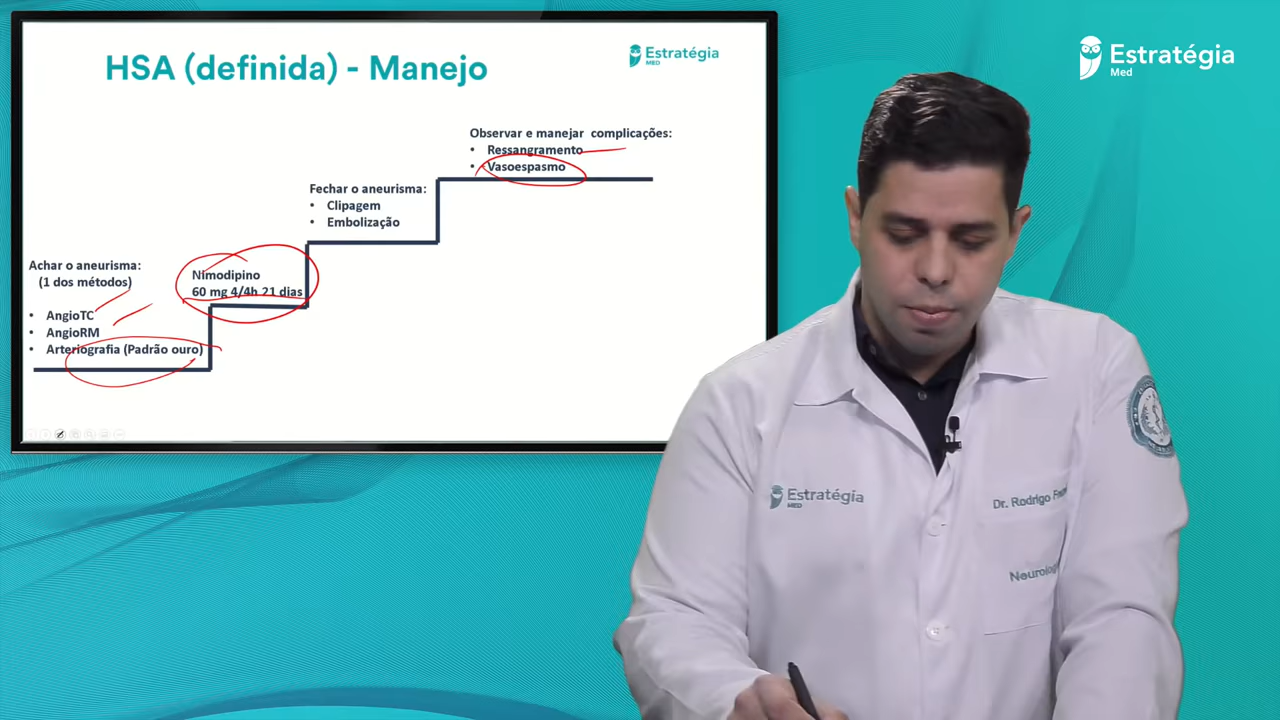 HSA (definida) - Manejo
Estratégia
MED
Estratégia
Med
Observar e manejar complicações:
• Ressangramento
• Vasoespasmo
Fechar o aneurisma:
• Clipagem
• Embolização
Nimodipino
60 mg 4/4h 21 dias
Achar o aneurisma:
(1 dos métodos)
• AngioTC
• AngioRM
• Arteriografia (Padrão ouro)
Estratégia
MED
Dr. Rodrigo